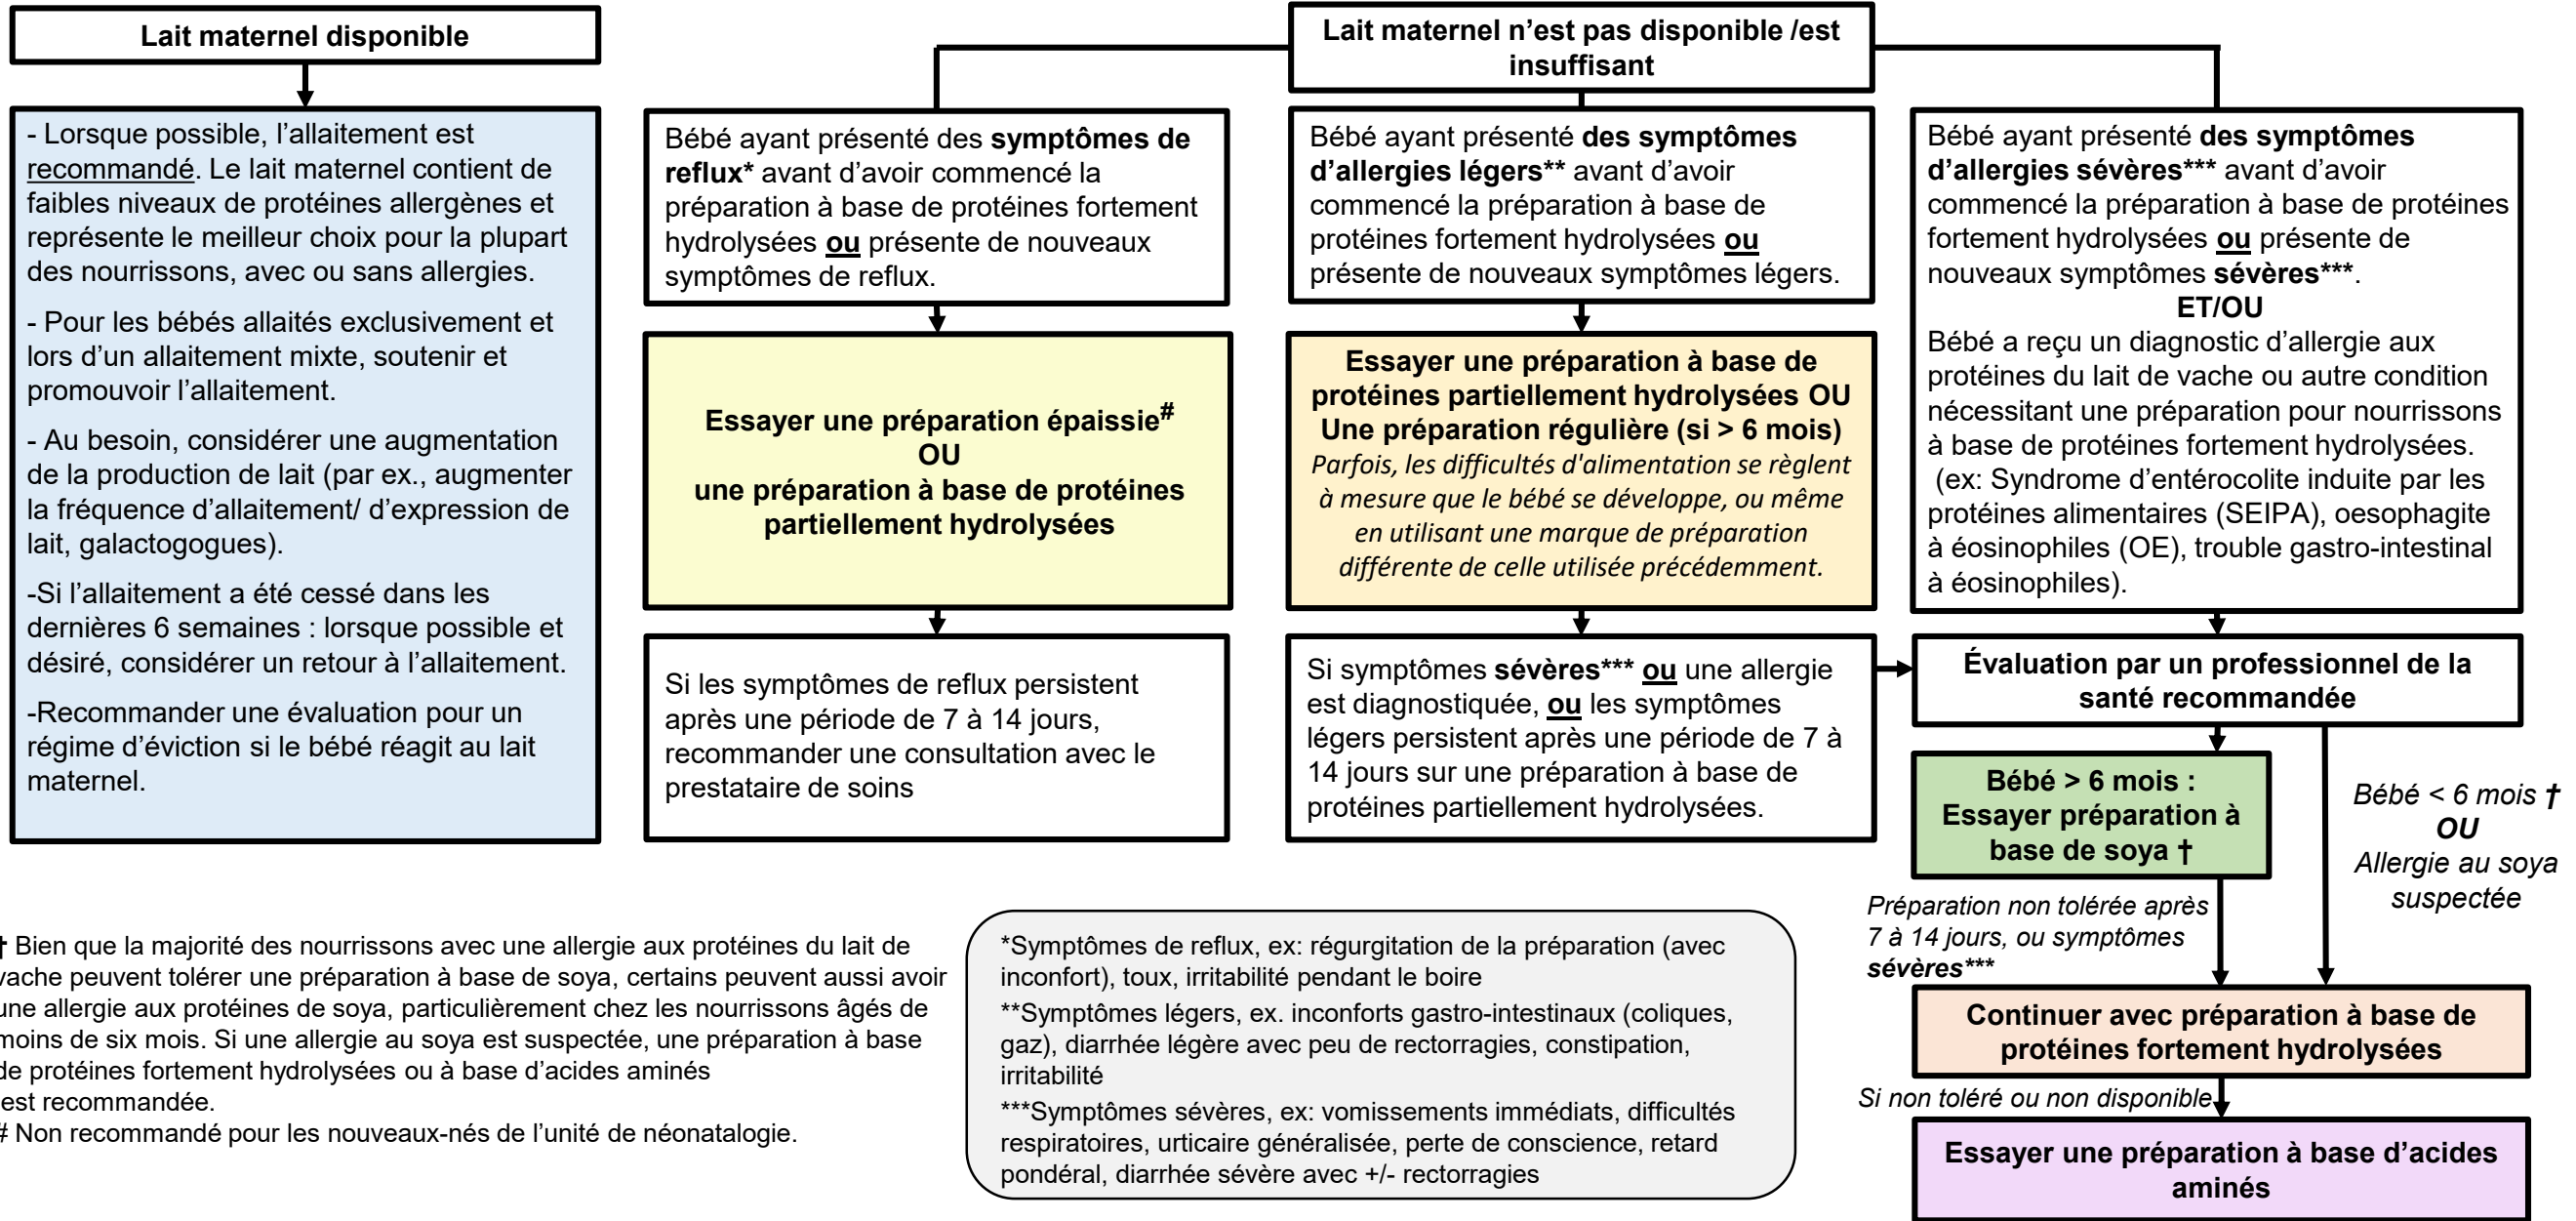 Lait maternel disponible
- Lorsque possible, l’allaitement est
recommandé. Le lait maternel contient de
faibles niveaux de protéines allergènes et
représente le meilleur choix pour la plupart
des nourrissons, avec ou sans allergies.
- Pour les bébés allaités exclusivement et
lors d’un allaitement mixte, soutenir et
promouvoir l’allaitement.
- Au besoin, considérer une augmentation
de la production de lait (par ex., augmenter
la fréquence d’allaitement/ d’expression de
lait, galactogogues).
-Si l’allaitement a été cessé dans les
dernières 6 semaines : lorsque possible et
désiré, considérer un retour à l’allaitement.
-Recommander une évaluation pour un
régime d’éviction si le bébé réagit au lait
maternel.
Lait maternel n’est pas disponible /est
insuffisant
Bébé ayant présenté des symptômes de
reflux* avant d’avoir commencé la
préparation à base de protéines fortement
hydrolysées ou présente de nouveaux
symptômes de reflux.
Essayer une préparation épaissie#
OU
une préparation à base de protéines
partiellement hydrolysées
Si les symptômes de reflux persistent
après une période de 7 à 14 jours,
recommander une consultation avec le
prestataire de soins
Bébé ayant présenté des symptômes
d’allergies légers** avant d’avoir
commencé la préparation à base de
protéines fortement hydrolysées ou
présente de nouveaux symptômes légers.
Essayer une préparation à base de
protéines partiellement hydrolysées OU
Une préparation régulière (si > 6 mois)
Parfois, les difficultés d'alimentation se règlent
à mesure que le bébé se développe, ou même
en utilisant une marque de préparation
différente de celle utilisée précédemment.
Si symptômes sévères*** ou une allergie
est diagnostiquée, ou les symptômes
légers persistent après une période de 7 à
14 jours sur une préparation à base de
protéines partiellement hydrolysées.
Bébé ayant présenté des symptômes
d’allergies sévères*** avant d’avoir
commencé la préparation à base de protéines
fortement hydrolysées ou présente de
nouveaux symptômes sévères***.
ET/OU
Bébé a reçu un diagnostic d’allergie aux
protéines du lait de vache ou autre condition
nécessitant une préparation pour nourrissons
à base de protéines fortement hydrolysées.
(ex: Syndrome d’entérocolite induite par les
protéines alimentaires (SEIPA), oesophagite
à éosinophiles (OE), trouble gastro-intestinal
à éosinophiles).
Évaluation par un professionnel de la
santé recommandée
Bébé > 6 mois :
Essayer préparation à
base de soya †
Bébé < 6 mois †
OU
Allergie au soya
suspectée
Préparation non tolérée après
7 à 14 jours, ou symptômes
sévères***
Continuer avec préparation à base de
protéines fortement hydrolysées
Si non toléré ou non disponible
Essayer une préparation à base d’acides
aminés
† Bien que la majorité des nourrissons avec une allergie aux protéines du lait de
vache peuvent tolérer une préparation à base de soya, certains peuvent aussi avoir
une allergie aux protéines de soya, particulièrement chez les nourrissons âgés de
moins de six mois. Si une allergie au soya est suspectée, une préparation à base
de protéines fortement hydrolysées ou à base d’acides aminés
est recommandée.
# Non recommandé pour les nouveaux-nés de l’unité de néonatalogie.
*Symptômes de reflux, ex: régurgitation de la préparation (avec
inconfort), toux, irritabilité pendant le boire
**Symptômes légers, ex. inconforts gastro-intestinaux (coliques,
gaz), diarrhée légère avec peu de rectorragies, constipation,
irritabilité
***Symptômes sévères, ex: vomissements immédiats, difficultés
respiratoires, urticaire généralisée, perte de conscience, retard
pondéral, diarrhée sévère avec +/- rectorragies